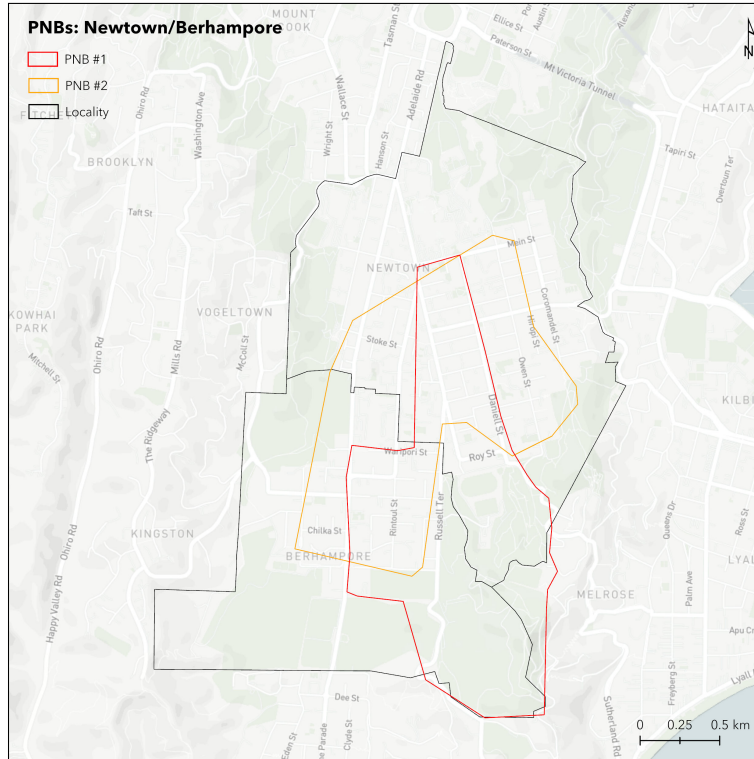 MOUNT
COOK
Tasman St
Ellice St
Paterson St
Mt Victoria Tunnel
PNBs: Newtown/Berhampore
N
PNB #1
PNB #2
Locality
Adelaide Rd
Wallace St
Wright St
Hanson St
Ohiro Rd
Washington Ave
HATAITA
Tapiri St
Overtoun Ter
BROOKLYN
Taft St
Mein St
NEWTOWN
Coromandel St
Hiropi St
KOWHAI
PARK
VOGELTOWN
Stoke St
McColl St
Mitchell St
Ohiro Rd
Mills Rd
Owen St
Daniell St
KILBU
The Ridgeway
Waripori St
Roy St
Rintoul St
Russell Ter
Queens Dr
Ross St
Chilka St
KINGSTON
BERHAMPORE
Ohiro Rd
Happy Valley Rd
LYAL
MELROSE
Palm Ave
Apu Cr
Freyberg St
Lyall
Sutherland Rd
Dee St
Clyde St
Eden St
e Parade
0 0.25 0.5 km